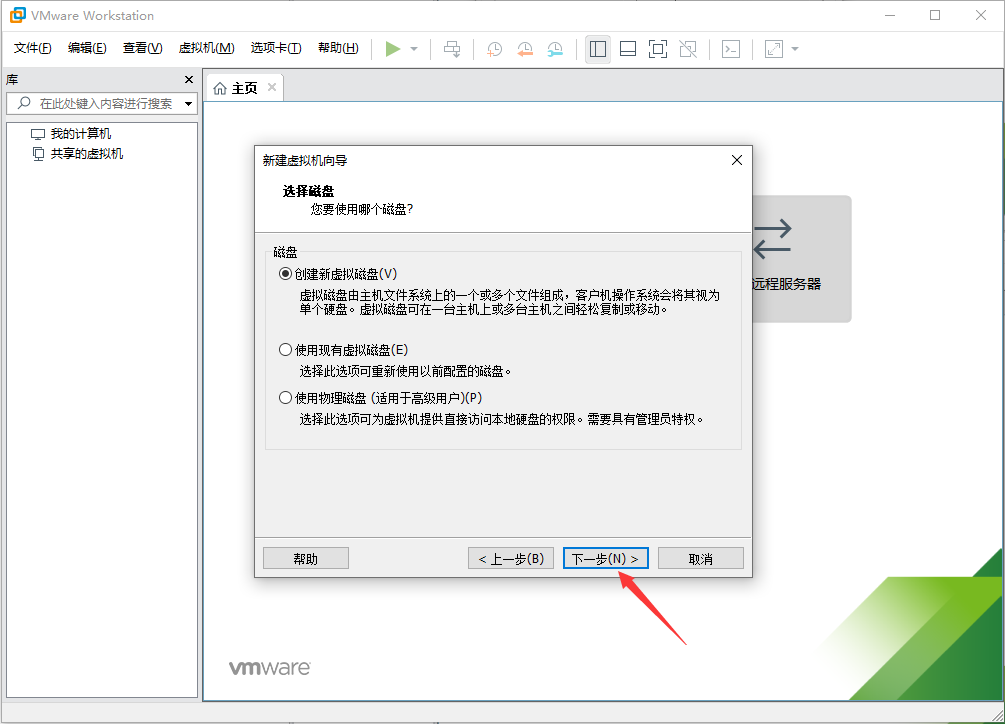 VMware Workstation
文件(F) 编辑(E) 查看(V) 虚拟机(M) 选项卡(T) 帮助(H)
库
在此处键入内容进行搜索
我的计算机
共享的虚拟机
主页
新建虚拟机向导
选择磁盘
您要使用哪个磁盘?
磁盘
创建新虚拟磁盘(V)
虚拟磁盘由主机文件系统上的一个或多个文件组成，客户机操作系统会将其视为
单个硬盘。虚拟磁盘可在一台主机上或多台主机之间轻松复制或移动。
使用现有虚拟磁盘(E)
选择此选项可重新使用以前配置的磁盘。
使用物理磁盘 (适用于高级用户)(P)
选择此选项可为虚拟机提供直接访问本地硬盘的权限。需要具有管理员特权。
远程服务器
帮助 < 上一步(B) 下一步(N) > 取消
vmware